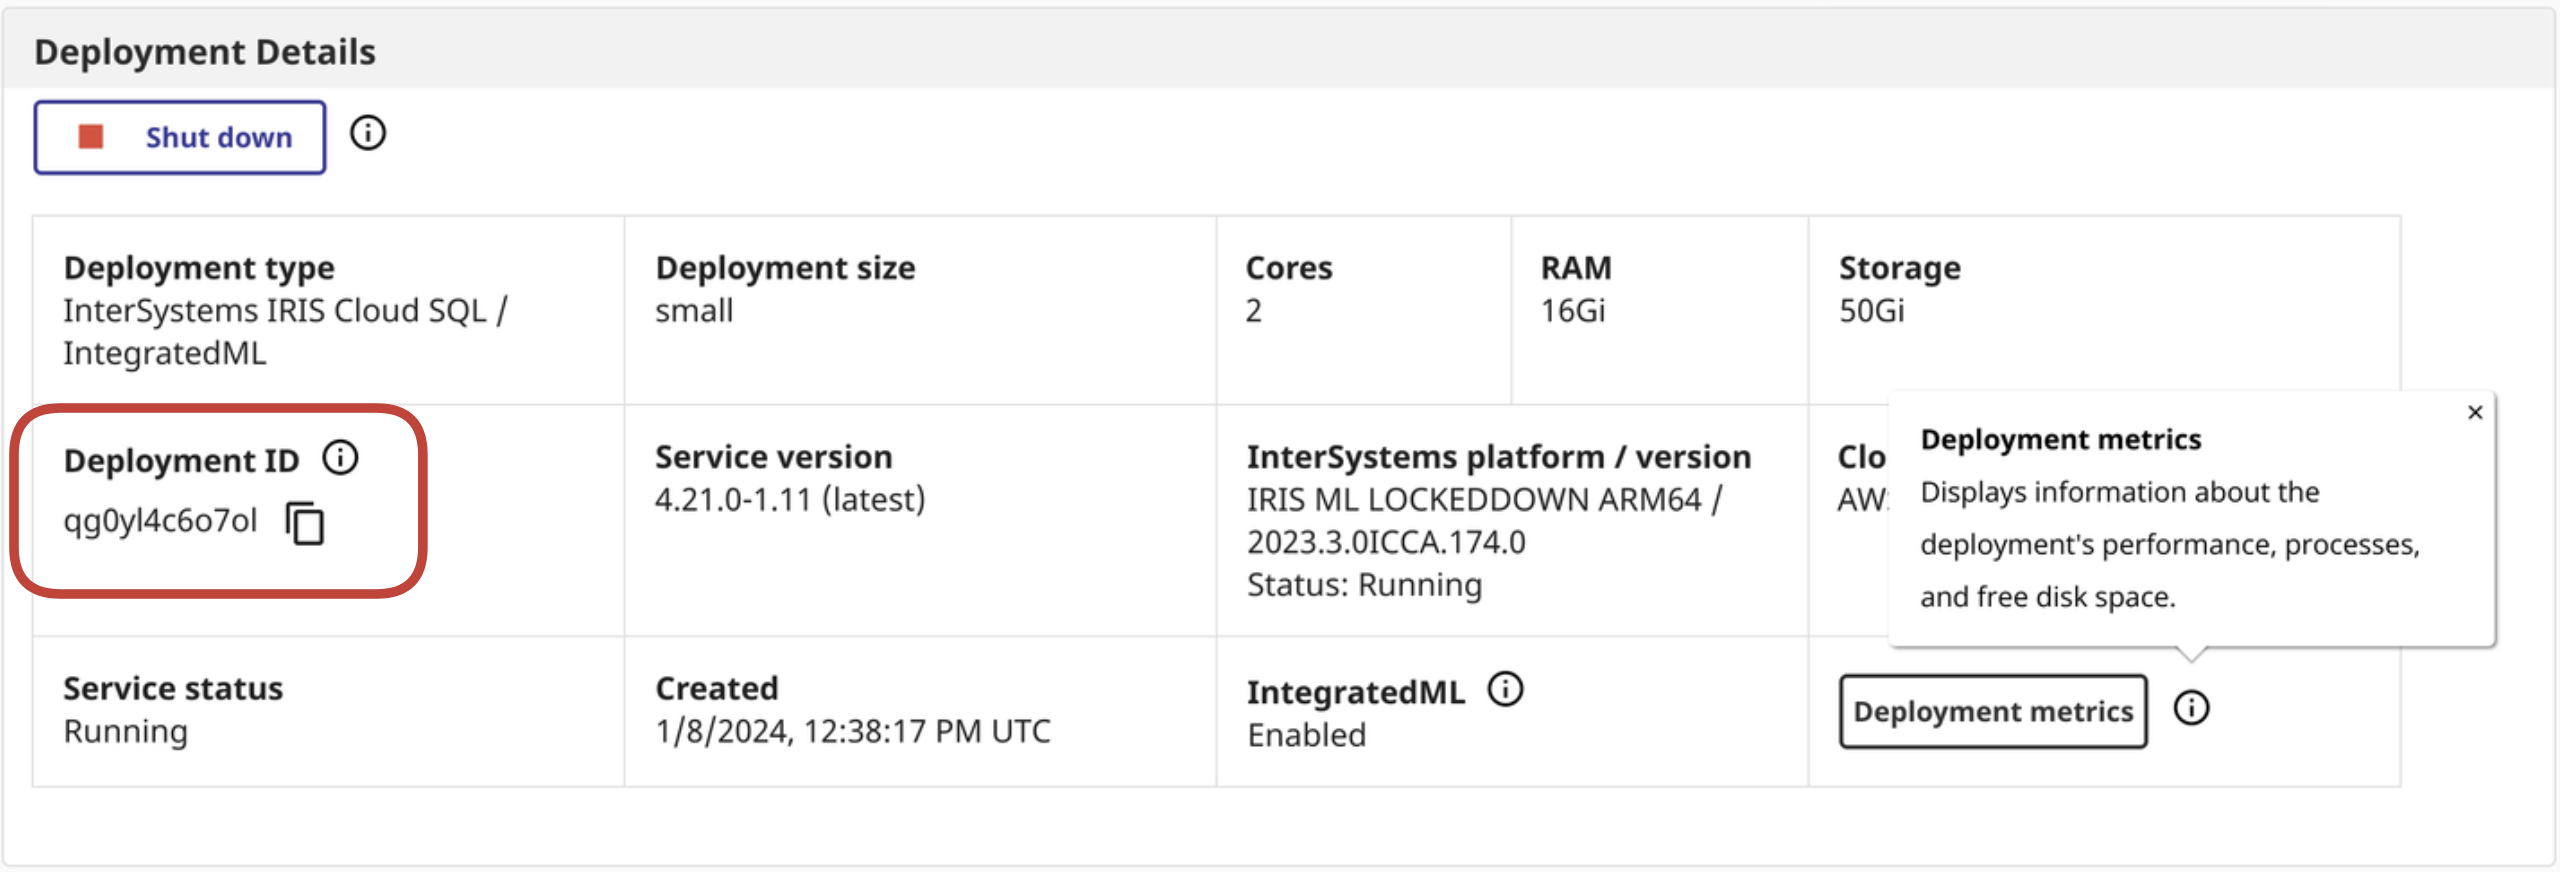 Deployment Details
Shut down
Deployment type
InterSystems IRIS Cloud SQL /
IntegratedML
Deployment size
small
Cores
2
RAM
16Gi
Storage
50Gi
Deployment ID
qg0yl4c6o7ol
Service version
4.21.0-1.11 (latest)
InterSystems platform / version
IRIS ML LOCKEDDOWN ARM64 /
2023.3.0ICCA.174.0
Status: Running
Clo
AW
Deployment metrics
Displays information about the
deployment's performance, processes,
and free disk space.
Service status
Running
Created
1/8/2024, 12:38:17 PM UTC
IntegratedML
Enabled
Deployment metrics